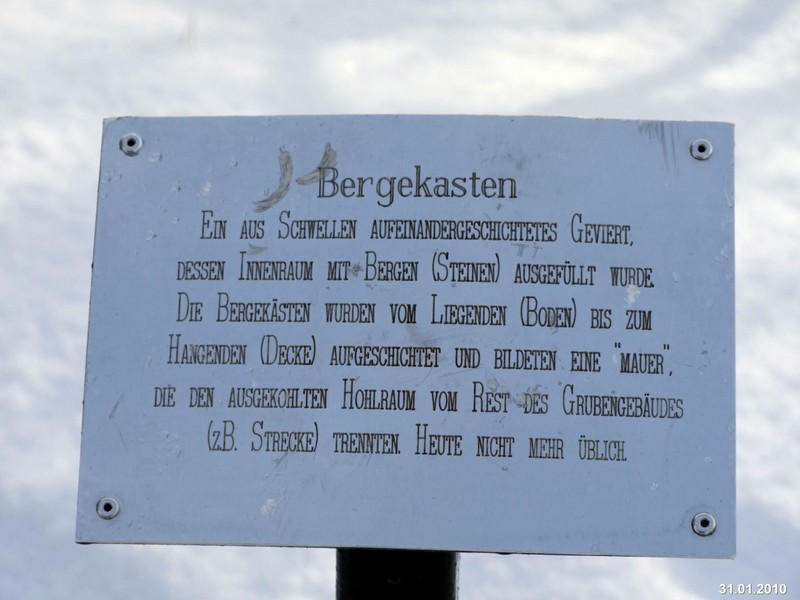 Bergekasten
Ein aus Schwellen aufeinandergeschichtetes Geviert,
dessen Innenraum mit Bergen (Steinen) ausgefüllt wurde.
Die Bergekästen wurden vom Liegenden (Boden) bis zum
Hangenden (Decke) aufgeschichtet und bildeten eine "Mauer",
die den ausgekohlten Hohlraum vom Rest des Grubengebäudes
(z.B. Strecke) trennten. Heute nicht mehr üblich.
31.01.2010